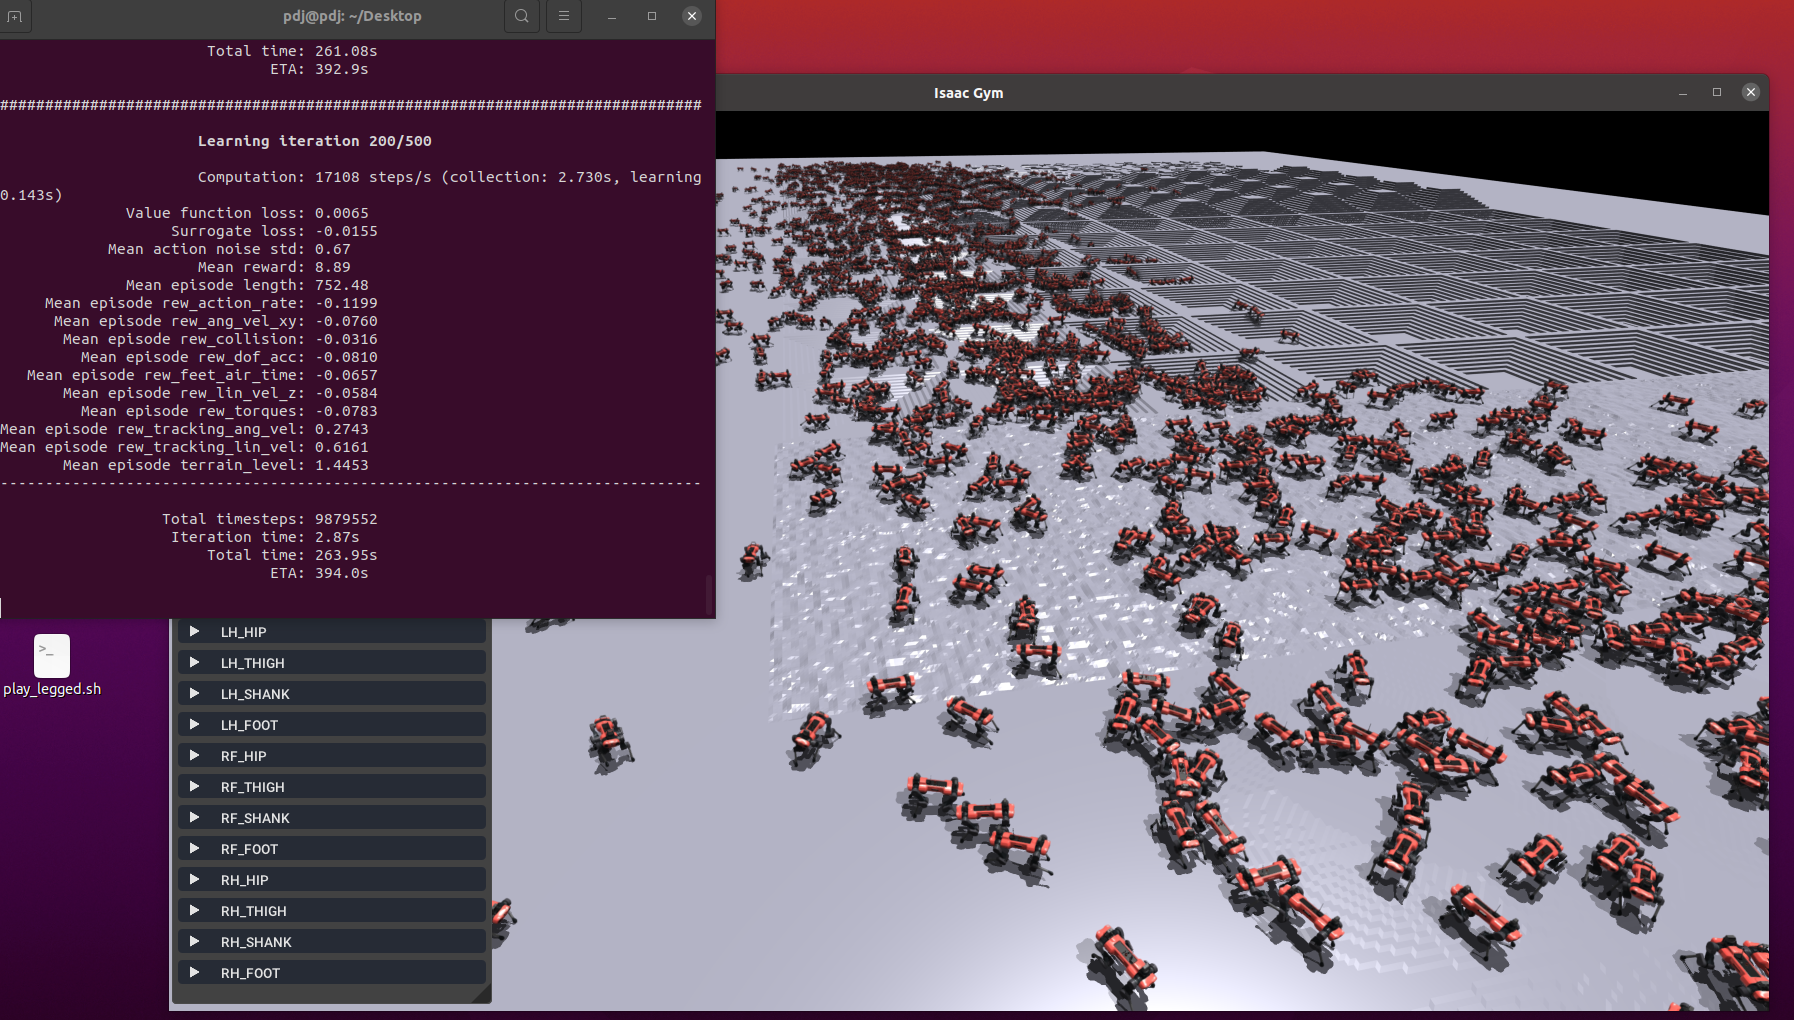 pdj@pdj: ~/Desktop
Total time: 261.08s
ETA: 392.9s
################################################################################
Learning iteration 200/500
Computation: 17108 steps/s (collection: 2.730s, learning
0.143s)
Value function loss: 0.0065
Surrogate loss: -0.0155
Mean action noise std: 0.67
Mean reward: 8.89
Mean episode length: 752.48
Mean episode rew_action_rate: -0.1199
Mean episode rew_ang_vel_xy: -0.0760
Mean episode rew_collision: -0.0316
Mean episode rew_dof_acc: -0.0810
Mean episode rew_feet_air_time: -0.0657
Mean episode rew_lin_vel_z: -0.0584
Mean episode rew_torques: -0.0783
Mean episode rew_tracking_ang_vel: 0.2743
Mean episode rew_tracking_lin_vel: 0.6161
Mean episode terrain_level: 1.4453
--------------------------------------------------------------------------------
Total timesteps: 9879552
Iteration time: 2.87s
Total time: 263.95s
ETA: 394.0s
Isaac Gym
>_
play_legged.sh
LH_HIP
LH_THIGH
LH_SHANK
LH_FOOT
RF_HIP
RF_THIGH
RF_SHANK
RF_FOOT
RH_HIP
RH_THIGH
RH_SHANK
RH_FOOT